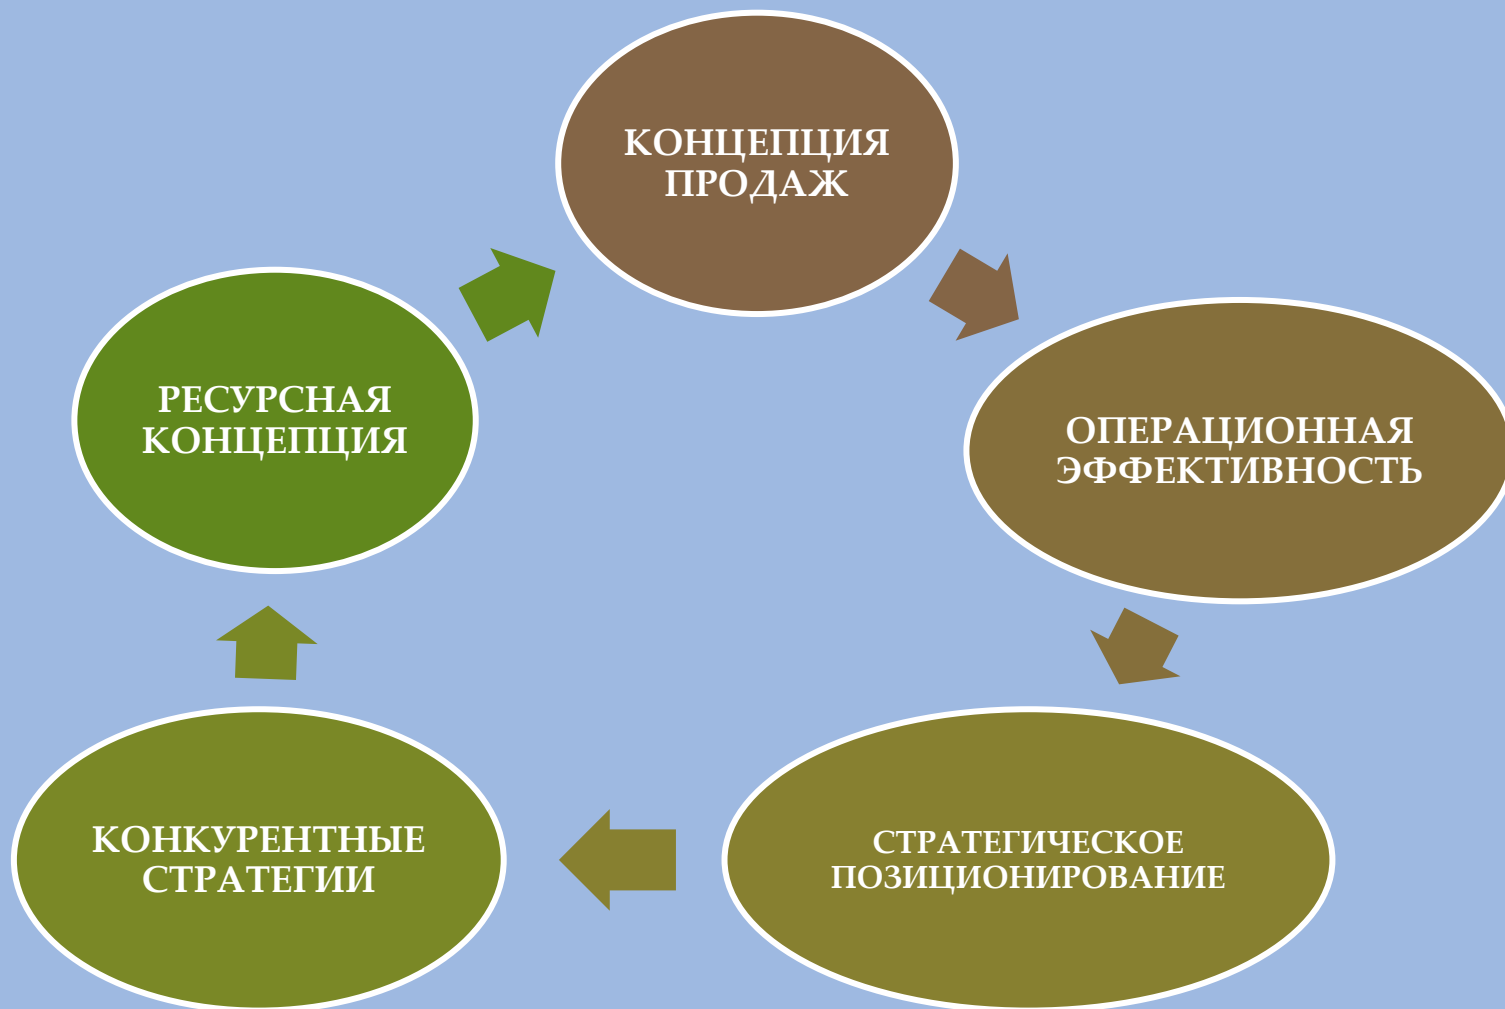 КОНЦЕПЦИЯ
ПРОДАЖ
ОПЕРАЦИОННАЯ
ЭФФЕКТИВНОСТЬ
СТРАТЕГИЧЕСКОЕ
ПОЗИЦИОНИРОВАНИЕ
КОНКУРЕНТНЫЕ
СТРАТЕГИИ
РЕСУРСНАЯ
КОНЦЕПЦИЯ